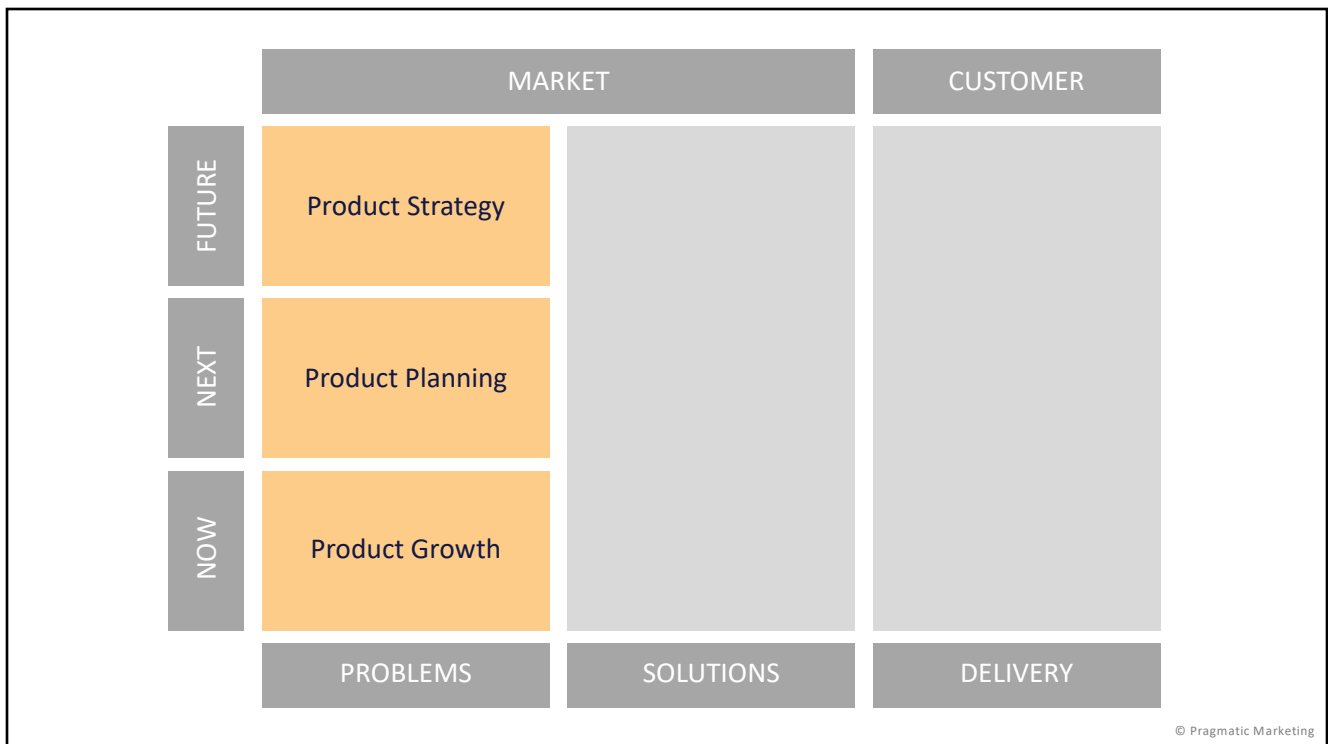 MARKET
CUSTOMER
FUTURE
Product Strategy
NEXT
Product Planning
NOW
Product Growth
PROBLEMS
SOLUTIONS
DELIVERY
© Pragmatic Marketing